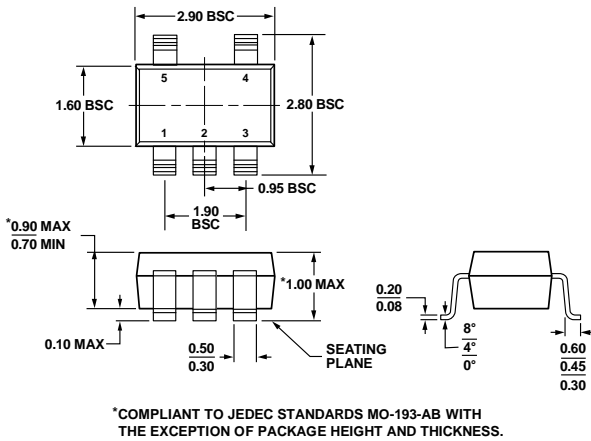 2.90 BSC
5 4
1.60 BSC
2.80 BSC
1 2 3
0.95 BSC
1.90
BSC
*0.90 MAX
0.70 MIN
*1.00 MAX
0.10 MAX
0.50
0.30
SEATING
PLANE
0.20
0.08
8°
4°
0°
0.60
0.45
0.30
*COMPLIANT TO JEDEC STANDARDS MO-193-AB WITH
THE EXCEPTION OF PACKAGE HEIGHT AND THICKNESS.